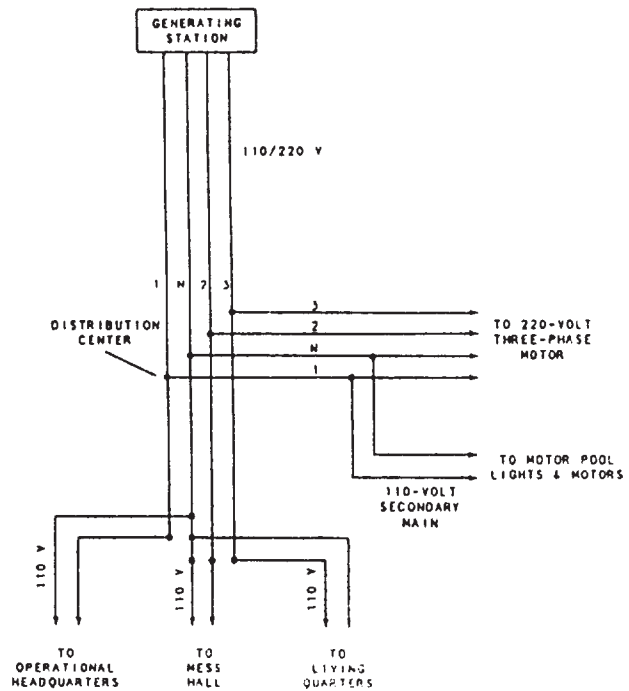 GENERATING
STATION
110/220 V
1 N 2 3
3
2
N
1
TO 220-VOLT
THREE-PHASE
MOTOR
DISTRIBUTION
CENTER
TO MOTOR POOL
LIGHTS & MOTORS
110-VOLT
SECONDARY
MAIN
110 V
110 V
110 V
TO
OPERATIONAL
HEADQUARTERS
TO
MESS
HALL
TO
LIVING
QUARTERS